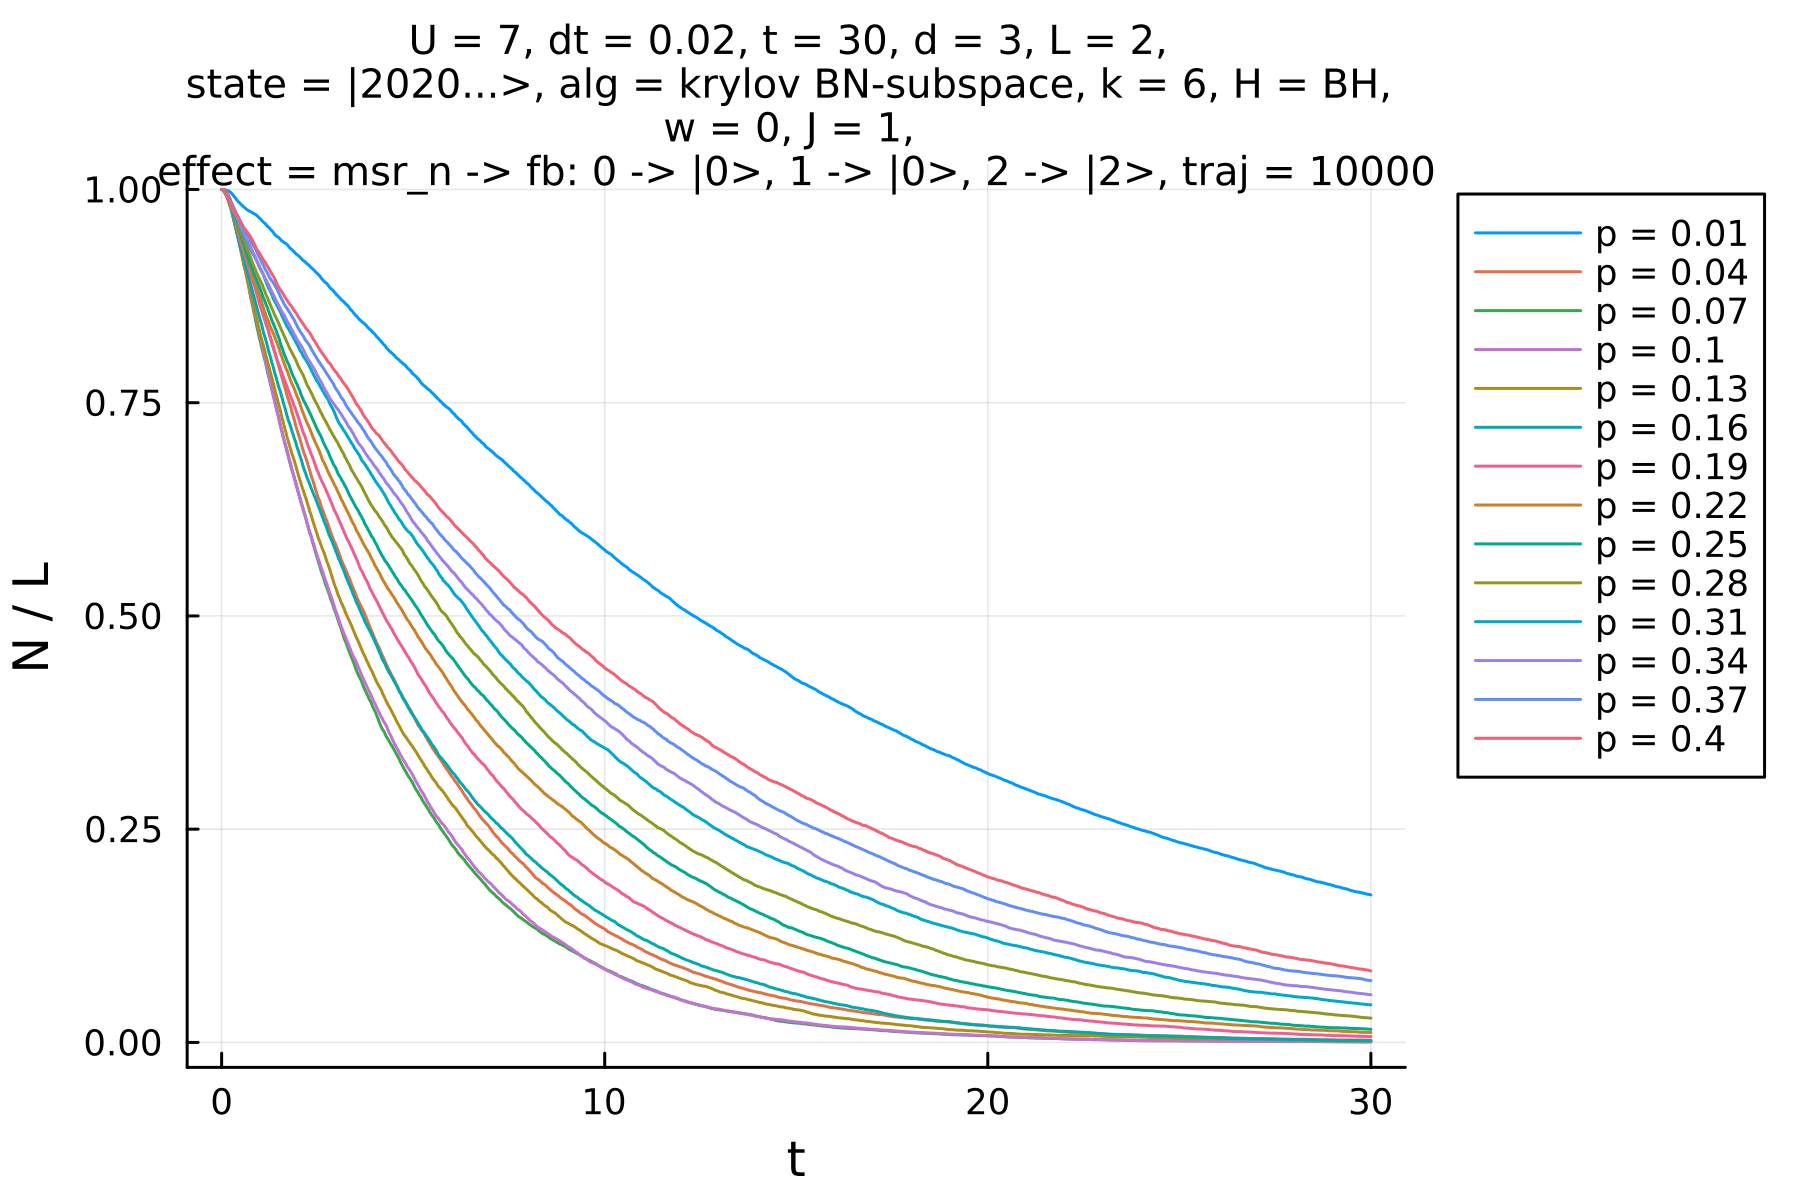 U = 7, dt = 0.02, t = 30, d = 3, L = 2,
state = |2020...>, alg = krylov BN-subspace, k = 6, H = BH,
w = 0, J = 1,
effect = msr_n -> fb: 0 -> |0>, 1 -> |0>, 2 -> |2>, traj = 10000
1.00
0.75
0.50
0.25
0.00
N / L
0
10
20
30
t
p = 0.01
p = 0.04
p = 0.07
p = 0.1
p = 0.13
p = 0.16
p = 0.19
p = 0.22
p = 0.25
p = 0.28
p = 0.31
p = 0.34
p = 0.37
p = 0.4